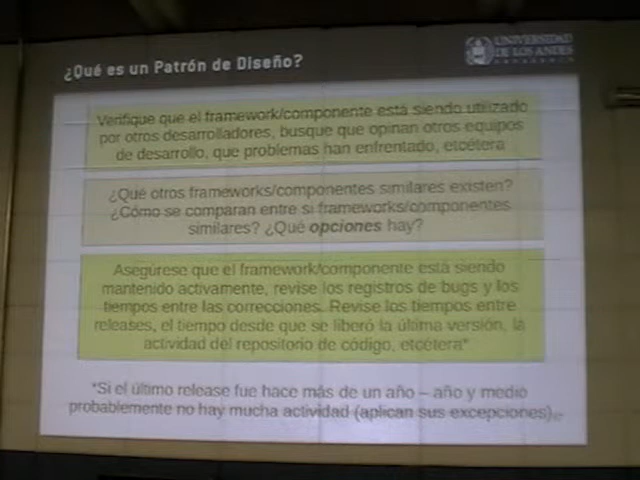 ¿Qué es un Patrón de Diseño?
UNIVERSIDAD
DE LOS ANDES
Verifique que el framework/componente está siendo utilizado
por otros desarrolladores, busque que opinan otros equipos
de desarrollo, que problemas han enfrentado, etcétera
¿Qué otros frameworks/componentes similares existen?
¿Cómo se comparan entre si frameworks/componentes
similares? ¿Qué opciones hay?
Asegúrese que el framework/componente está siendo
mantenido activamente, revise los registros de bugs y los
tiempos entre las correcciones. Revise los tiempos entre
releases, el tiempo desde que se liberó la última versión, la
actividad del repositorio de código, etcétera*
*Si el último release fue hace más de un año – año y medio
probablemente no hay mucha actividad (aplican sus excepciones)